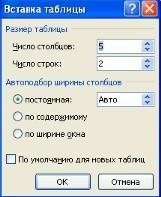 Вставка таблицы
Размер таблицы
Число столбцов: 5
Число строк: 2
Автоподбор ширины столбцов
постоянная: Авто
по содержимому
по ширине окна
По умолчанию для новых таблиц
ОК Отмена